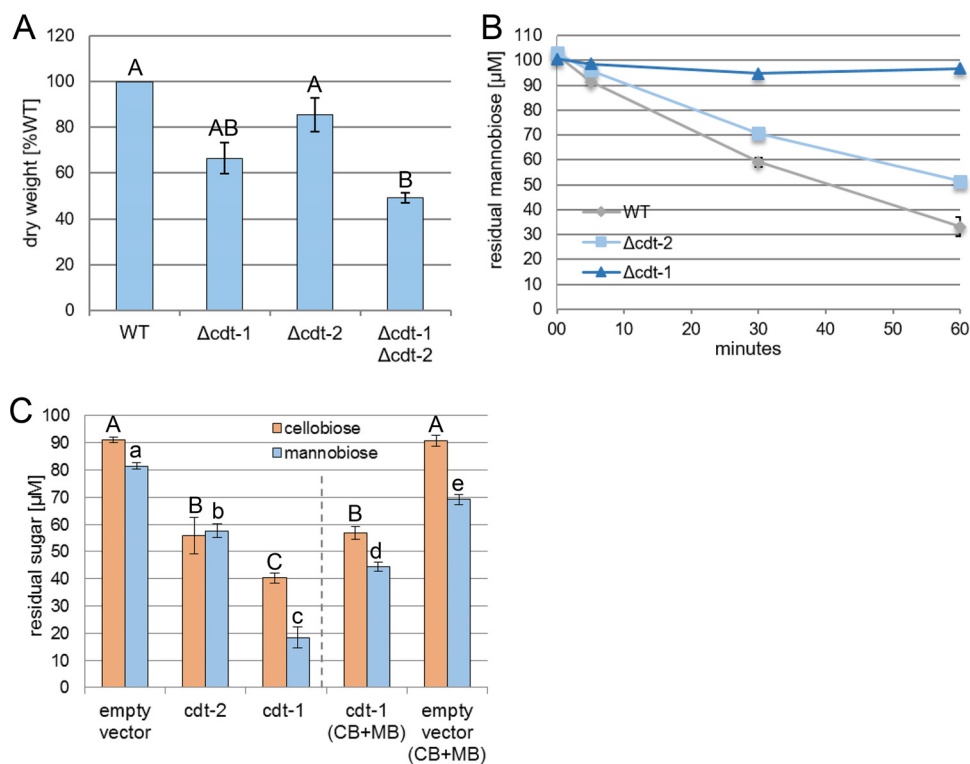 A
dry weight [%WT]
120
100
80
60
40
20
0
A
AB
A
B
WT
Δcdt-1
Δcdt-2
Δcdt-1
Δcdt-2
B
residual mannobiose [µM]
110
100
90
80
70
60
50
40
30
20
10
0
WT
Δcdt-2
Δcdt-1
00
10
20
30
40
50
60
minutes
C
residual sugar [µM]
100
90
80
70
60
50
40
30
20
10
0
cellobiose
mannobiose
A
a
B
b
C
c
B
d
A
e
empty
vector
cdt-2
cdt-1
cdt-1
(CB+MB)
empty
vector
(CB+MB)